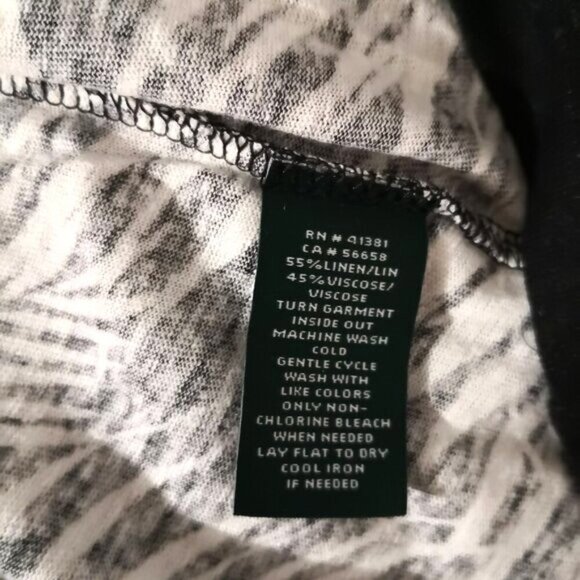 RN # 41381
CA # 56658
55%LINEN/LIN
45%VISCOSE/
VISCOSE
TURN GARMENT
INSIDE OUT
MACHINE WASH
COLD
GENTLE CYCLE
WASH WITH
LIKE COLORS
ONLY NON-
CHLORINE BLEACH
WHEN NEEDED
LAY FLAT TO DRY
COOL IRON
IF NEEDED